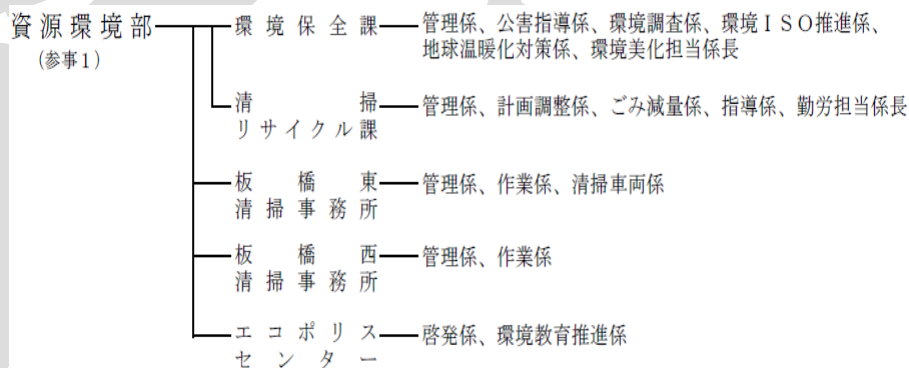 資源環境部
(参事1)
環境保全課
管理係、公害指導係、環境調査係、環境ISO推進係、
地球温暖化対策係、環境美化担当係長
清掃
リサイクル課
管理係、計画調整係、ごみ減量係、指導係、勤労担当係長
板橋東
清掃事務所
管理係、作業係、清掃車両係
板橋西
清掃事務所
管理係、作業係
エコポリス
センター
啓発係、環境教育推進係